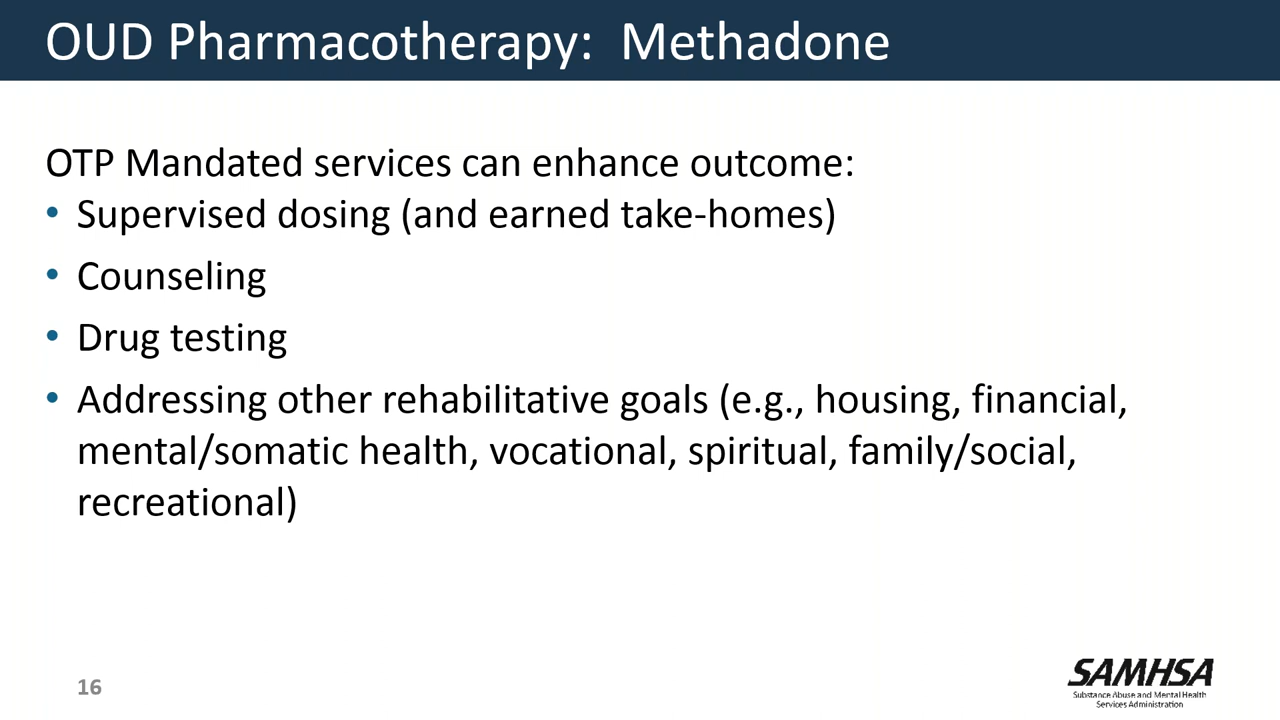 OUD Pharmacotherapy: Methadone
OTP Mandated services can enhance outcome:
• Supervised dosing (and earned take-homes)
• Counseling
• Drug testing
• Addressing other rehabilitative goals (e.g., housing, financial,
mental/somatic health, vocational, spiritual, family/social,
recreational)
16
SAMHSA
Substance Abuse and Mental Health
Services Administration